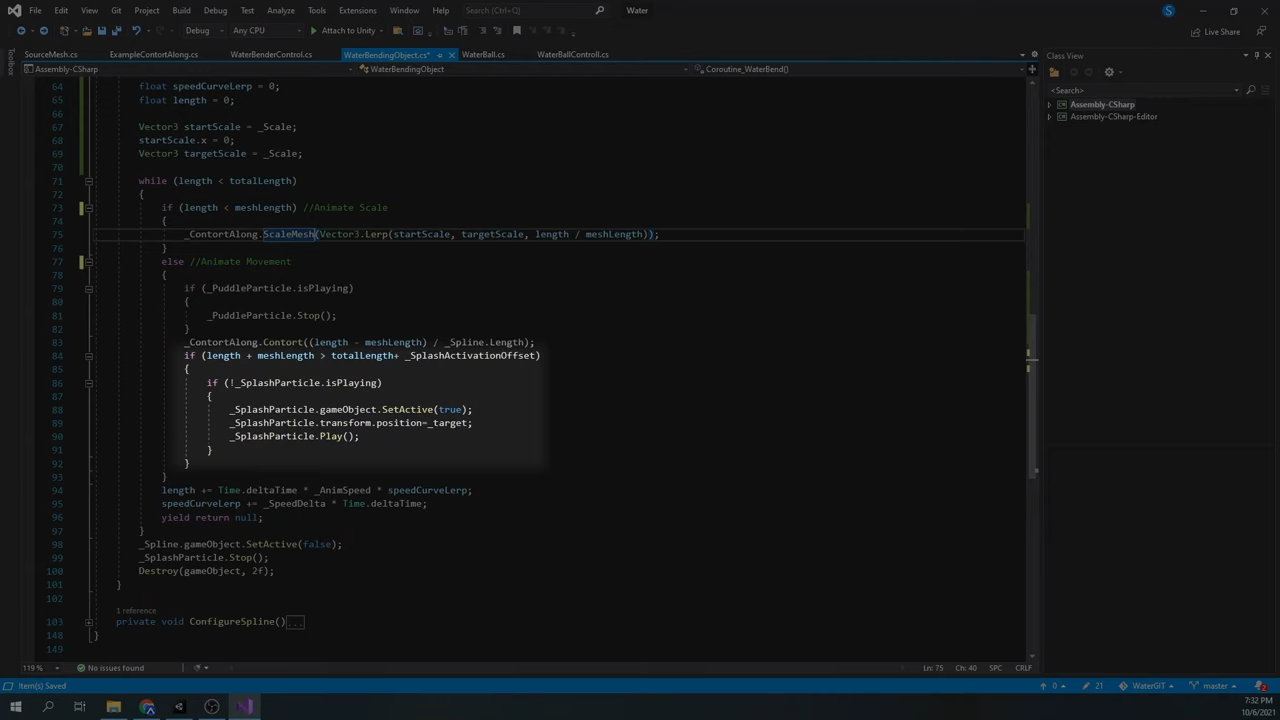 File Edit View Git Project Build Debug Test Analyze Tools Extensions Window Help Search (Ctrl+Q) Water S
Debug Any CPU Attach to Unity Live Share
SourceMesh.cs ExampleContortAlong.cs WaterBenderControl.cs WaterBendingObject.cs* WaterBall.cs WaterBallControll.cs Class View
Toolbox
Assembly-CSharp WaterBendingObject Coroutine_WaterBend()
<Search>
Assembly-CSharp
Assembly-CSharp-Editor
64 float speedCurveLerp = 0;
65 float length = 0;
66
67 Vector3 startScale = _Scale;
68 startScale.x = 0;
69 Vector3 targetScale = _Scale;
70
71 while (length < totalLength)
72 {
73 if (length < meshLength) //Animate Scale
74 {
75 _ContortAlong.ScaleMesh(Vector3.Lerp(startScale, targetScale, length / meshLength));
76 }
77 else //Animate Movement
78 {
79 if (_PuddleParticle.isPlaying)
80 {
81 _PuddleParticle.Stop();
82 }
83 _ContortAlong.Contort((length - meshLength) / _Spline.Length);
84 if (length + meshLength > totalLength+ _SplashActivationOffset)
85 {
86 if (!_SplashParticle.isPlaying)
87 {
88 _SplashParticle.gameObject.SetActive(true);
89 _SplashParticle.transform.position=_target;
90 _SplashParticle.Play();
91 }
92 }
93 }
94 length += Time.deltaTime * _AnimSpeed * speedCurveLerp;
95 speedCurveLerp += _SpeedDelta * Time.deltaTime;
96 yield return null;
97 }
98 _Spline.gameObject.SetActive(false);
99 _SplashParticle.Stop();
100 Destroy(gameObject, 2f);
101 }
102
1 reference
103 private void ConfigureSpline()...
148 }
149
119 % No issues found Ln: 75 Ch: 40 SPC CRLF
Item(s) Saved 0 21 WaterGIT master 2
7:32 PM
10/6/2021